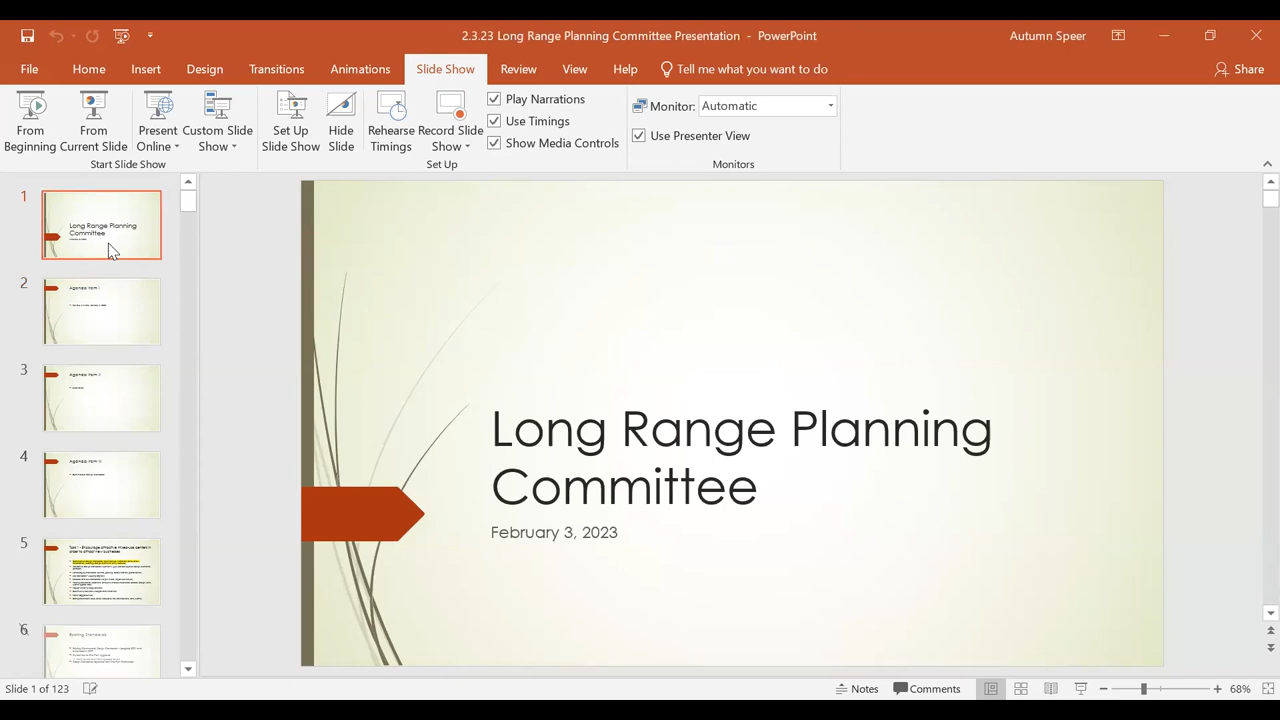 2.3.23 Long Range Planning Committee Presentation - PowerPoint
Autumn Speer
File Home Insert Design Transitions Animations Slide Show Review View Help Tell me what you want to do Share
From Beginning
From Current Slide
Present Online
Custom Slide Show
Start Slide Show
Set Up Slide Show
Hide Slide
Rehearse Timings
Record Slide Show
Play Narrations
Use Timings
Show Media Controls
Set Up
Monitor: Automatic
Use Presenter View
Monitors
1
Long Range Planning
Committee
2
Agenda Item I
3
Agenda Item II
4
Agenda Item III
5
6
Existing Standards
Long Range Planning
Committee
February 3, 2023
Slide 1 of 123
Notes
Comments
68%